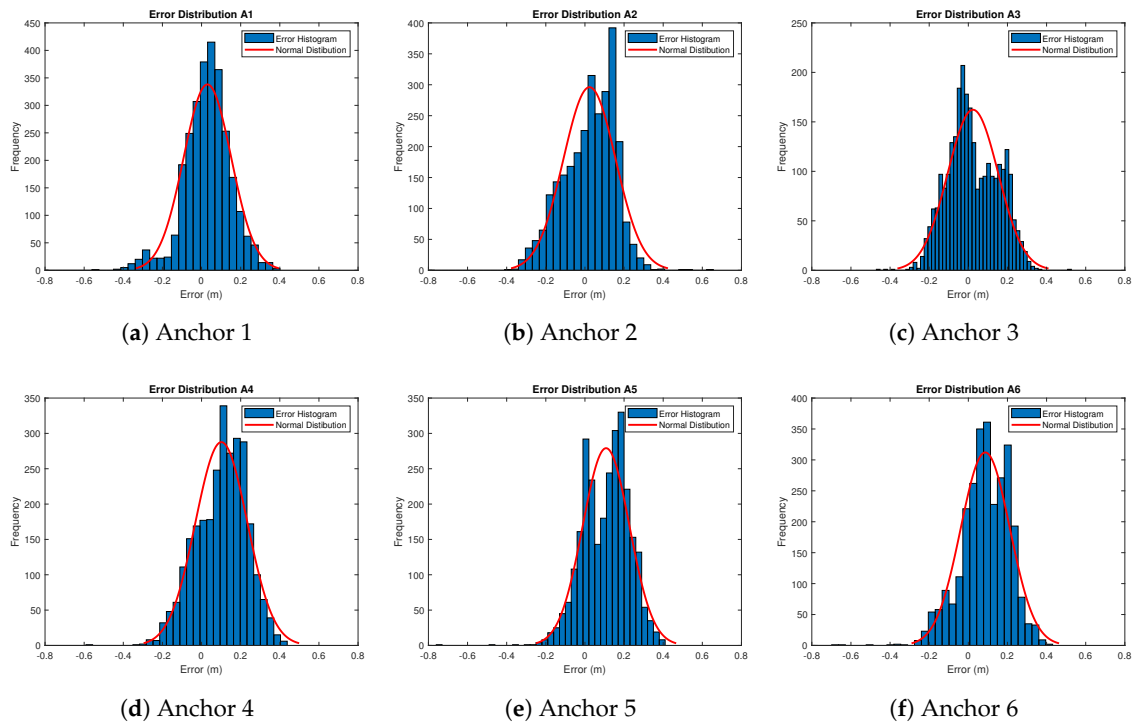 Error Distribution A1
450
400
350
300
250
200
150
100
50
0
Frequency
Error Histogram
Normal Distibution
-0.8 -0.6 -0.4 -0.2 0 0.2 0.4 0.6 0.8
Error (m)
(a) Anchor 1
Error Distribution A2
400
350
300
250
200
150
100
50
0
Frequency
Error Histogram
Normal Distibution
-0.8 -0.6 -0.4 -0.2 0 0.2 0.4 0.6 0.8
Error (m)
(b) Anchor 2
Error Distribution A3
250
200
150
100
50
0
Frequency
Error Histogram
Normal Distibution
-0.8 -0.6 -0.4 -0.2 0 0.2 0.4 0.6 0.8
Error (m)
(c) Anchor 3
Error Distribution A4
350
300
250
200
150
100
50
0
Frequency
Error Histogram
Normal Distibution
-0.8 -0.6 -0.4 -0.2 0 0.2 0.4 0.6 0.8
Error (m)
(d) Anchor 4
Error Distribution A5
350
300
250
200
150
100
50
0
Frequency
Error Histogram
Normal Distibution
-0.8 -0.6 -0.4 -0.2 0 0.2 0.4 0.6 0.8
Error (m)
(e) Anchor 5
Error Distribution A6
400
350
300
250
200
150
100
50
0
Frequency
Error Histogram
Normal Distibution
-0.8 -0.6 -0.4 -0.2 0 0.2 0.4 0.6 0.8
Error (m)
(f) Anchor 6